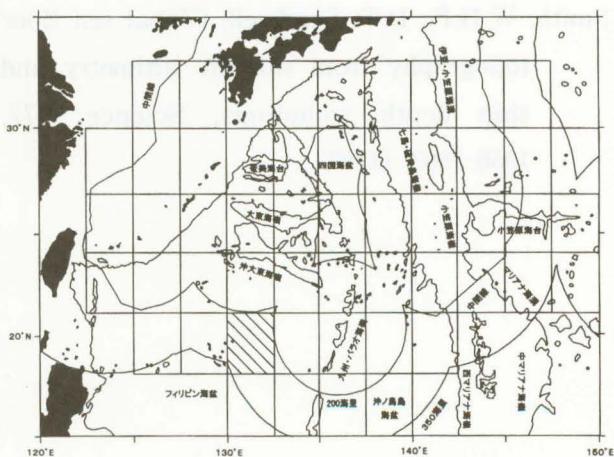 中間線
伊豆・小笠原海溝
30°N
奄美海台
四国海盆
七島・硫黄島海嶺
大東海嶺
小笠原海嶺
小笠原海台
沖大東海嶺
マリアナ海溝
中間線
20°N
九州・パラオ海嶺
フィリピン海盆
200海里
沖ノ鳥島
海盆
350海里
西マリアナ海嶺
中マリアナ海嶺
120°E
130°E
140°E
150°E